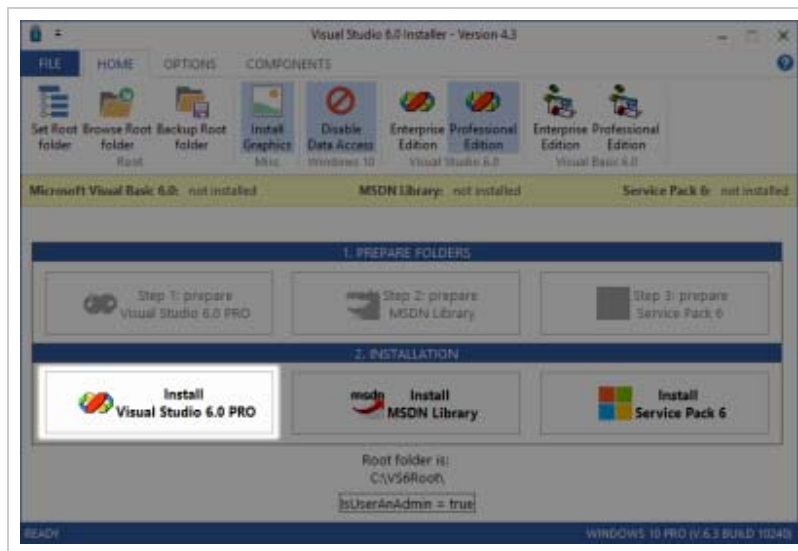 Visual Studio 6.0 Installer - Version 4.3
FILE HOME OPTIONS COMPONENTS
Set Root folder
Browse Root folder
Backup Root folder
Install Graphics
Disable Data Access
Enterprise Edition
Professional Edition
Enterprise Edition
Professional Edition
Root
Misc.
Windows 10
Visual Studio 6.0
Visual Basic 6.0
Microsoft Visual Basic 6.0: not installed
MSDN Library: not installed
Service Pack 6: not installed
1. PREPARE FOLDERS
Step 1: prepare
Visual Studio 6.0 PRO
msdn
Step 2: prepare
MSDN Library
Step 3: prepare
Service Pack 6
2. INSTALLATION
Install
Visual Studio 6.0 PRO
msdn
Install
MSDN Library
Install
Service Pack 6
Root folder is:
C:\VS6Root\
IsUserAnAdmin = true
READY
WINDOWS 10 PRO (V.6.3 BUILD 10240)